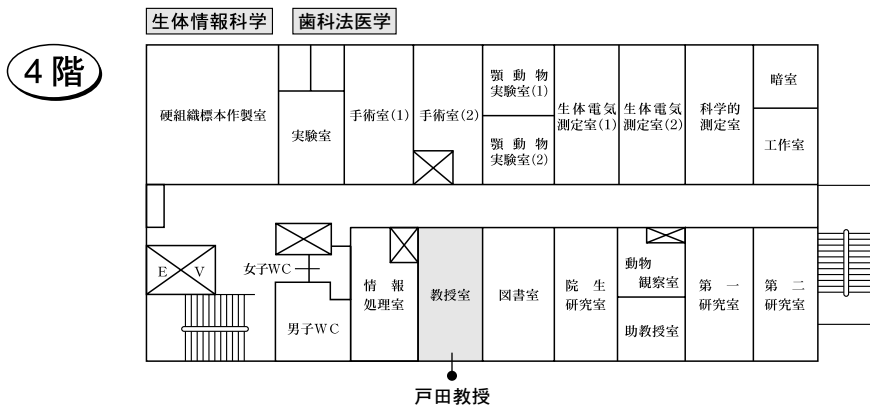 生体情報科学
歯科法医学
４階
硬組織標本作製室
実験室
手術室(1)
手術室(2)
顎動物
実験室(1)
顎動物
実験室(2)
生体電気
測定室(1)
生体電気
測定室(2)
科学的
測定室
暗室
工作室
EV
女子WC
男子WC
情報
処理室
教授室
図書室
院生
研究室
動物
観察室
助教授室
第一
研究室
第二
研究室
戸田教授